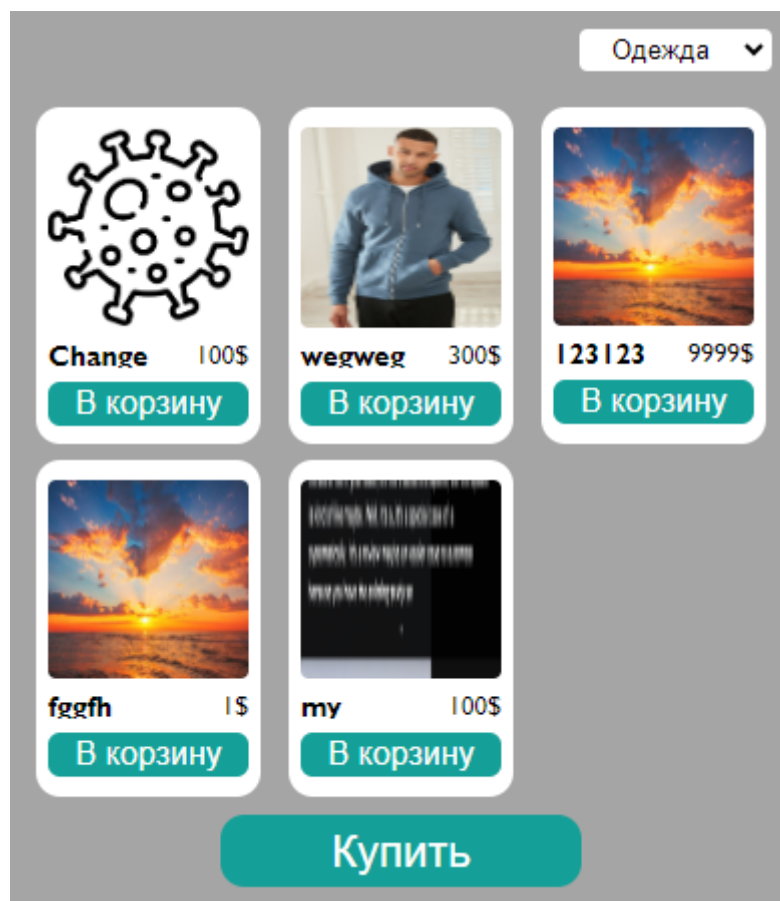 Одежда
Change 100$
wegweg 300$
123123 9999$
В корзину
В корзину
В корзину
fggfh 1$
my 100$
В корзину
В корзину
Купить